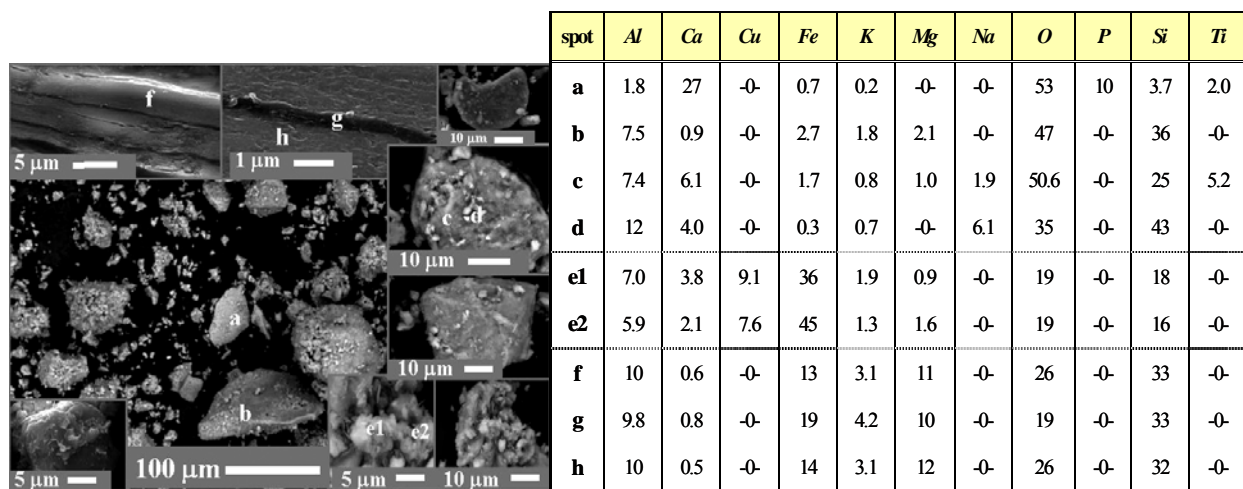 f
5 µm
g
h
1 µm
10 µm
c d
10 µm
a
10 µm
b
e1 e2
5 µm
100 µm
5 µm
10 µm
spot Al Ca Cu Fe K Mg Na O P Si Ti
a 1.8 27 -0- 0.7 0.2 -0- -0- 53 10 3.7 2.0
b 7.5 0.9 -0- 2.7 1.8 2.1 -0- 47 -0- 36 -0-
c 7.4 6.1 -0- 1.7 0.8 1.0 1.9 50.6 -0- 25 5.2
d 12 4.0 -0- 0.3 0.7 -0- 6.1 35 -0- 43 -0-
e1 7.0 3.8 9.1 36 1.9 0.9 -0- 19 -0- 18 -0-
e2 5.9 2.1 7.6 45 1.3 1.6 -0- 19 -0- 16 -0-
f 10 0.6 -0- 13 3.1 11 -0- 26 -0- 33 -0-
g 9.8 0.8 -0- 19 4.2 10 -0- 19 -0- 33 -0-
h 10 0.5 -0- 14 3.1 12 -0- 26 -0- 32 -0-